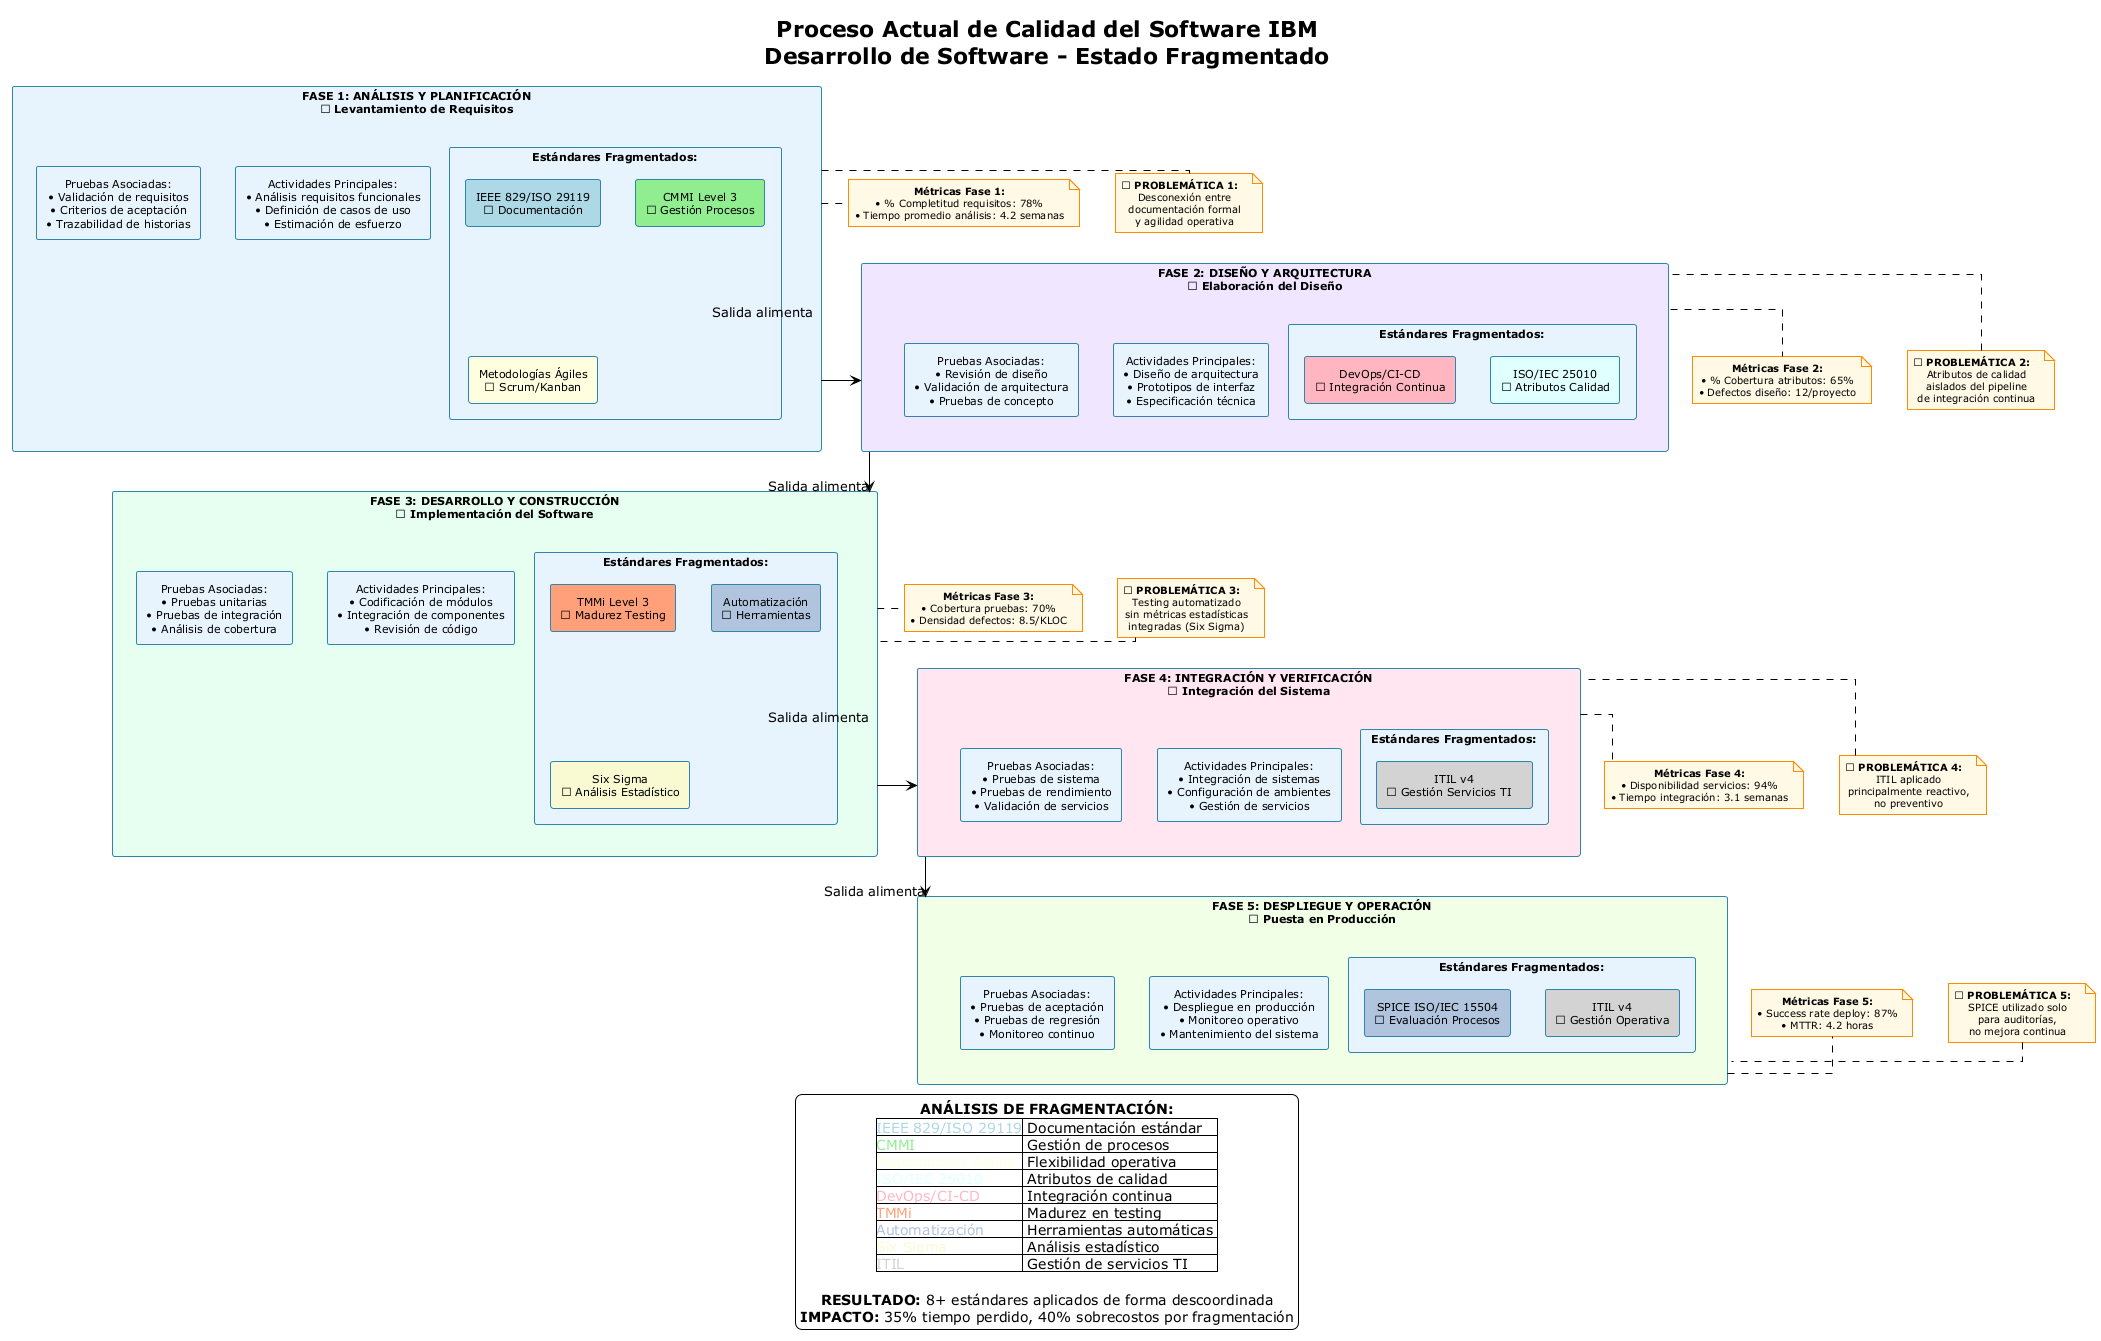 Proceso Actual de Calidad del Software IBM
Desarrollo de Software - Estado Fragmentado
FASE 1: ANÁLISIS Y PLANIFICACIÓN
☐ Levantamiento de Requisitos
Pruebas Asociadas:
• Validación de requisitos
• Criterios de aceptación
• Trazabilidad de historias
Actividades Principales:
• Análisis requisitos funcionales
• Definición de casos de uso
• Estimación de esfuerzo
Estándares Fragmentados:
IEEE 829/ISO 29119
☐ Documentación
CMMI Level 3
☐ Gestión Procesos
Metodologías Ágiles
☐ Scrum/Kanban
Métricas Fase 1:
• % Completitud requisitos: 78%
• Tiempo promedio análisis: 4.2 semanas
☐ PROBLEMÁTICA 1:
Desconexión entre
documentación formal
y agilidad operativa
Salida alimenta
FASE 2: DISEÑO Y ARQUITECTURA
☐ Elaboración del Diseño
Pruebas Asociadas:
• Revisión de diseño
• Validación de arquitectura
• Pruebas de concepto
Actividades Principales:
• Diseño de arquitectura
• Prototipos de interfaz
• Especificación técnica
Estándares Fragmentados:
DevOps/CI-CD
☐ Integración Continua
ISO/IEC 25010
☐ Atributos Calidad
Métricas Fase 2:
• % Cobertura atributos: 65%
• Defectos diseño: 12/proyecto
☐ PROBLEMÁTICA 2:
Atributos de calidad
aislados del pipeline
de integración continua
Salida alimenta
FASE 3: DESARROLLO Y CONSTRUCCIÓN
☐ Implementación del Software
Pruebas Asociadas:
• Pruebas unitarias
• Pruebas de integración
• Análisis de cobertura
Actividades Principales:
• Codificación de módulos
• Integración de componentes
• Revisión de código
Estándares Fragmentados:
TMMi Level 3
☐ Madurez Testing
Automatización
☐ Herramientas
Six Sigma
☐ Análisis Estadístico
Métricas Fase 3:
• Cobertura pruebas: 70%
• Densidad defectos: 8.5/KLOC
☐ PROBLEMÁTICA 3:
Testing automatizado
sin métricas estadísticas
integradas (Six Sigma)
Salida alimenta
FASE 4: INTEGRACIÓN Y VERIFICACIÓN
☐ Integración del Sistema
Pruebas Asociadas:
• Pruebas de sistema
• Pruebas de rendimiento
• Validación de servicios
Actividades Principales:
• Integración de sistemas
• Configuración de ambientes
• Gestión de servicios
Estándares Fragmentados:
ITIL v4
☐ Gestión Servicios TI
Métricas Fase 4:
• Disponibilidad servicios: 94%
• Tiempo integración: 3.1 semanas
☐ PROBLEMÁTICA 4:
ITIL aplicado
principalmente reactivo,
no preventivo
Salida alimenta
FASE 5: DESPLIEGUE Y OPERACIÓN
☐ Puesta en Producción
Pruebas Asociadas:
• Pruebas de aceptación
• Pruebas de regresión
• Monitoreo continuo
Actividades Principales:
• Despliegue en producción
• Monitoreo operativo
• Mantenimiento del sistema
Estándares Fragmentados:
SPICE ISO/IEC 15504
☐ Evaluación Procesos
ITIL v4
☐ Gestión Operativa
Métricas Fase 5:
• Success rate deploy: 87%
• MTTR: 4.2 horas
☐ PROBLEMÁTICA 5:
SPICE utilizado solo
para auditorías,
no mejora continua
ANÁLISIS DE FRAGMENTACIÓN:
IEEE 829/ISO 29119 Documentación estándar
CMMI Gestión de procesos
Flexibilidad operativa
ISO/IEC 25010 Atributos de calidad
DevOps/CI-CD Integración continua
TMMi Madurez en testing
Automatización Herramientas automáticas
Six Sigma Análisis estadístico
ITIL Gestión de servicios TI
RESULTADO: 8+ estándares aplicados de forma descoordinada
IMPACTO: 35% tiempo perdido, 40% sobrecostos por fragmentación